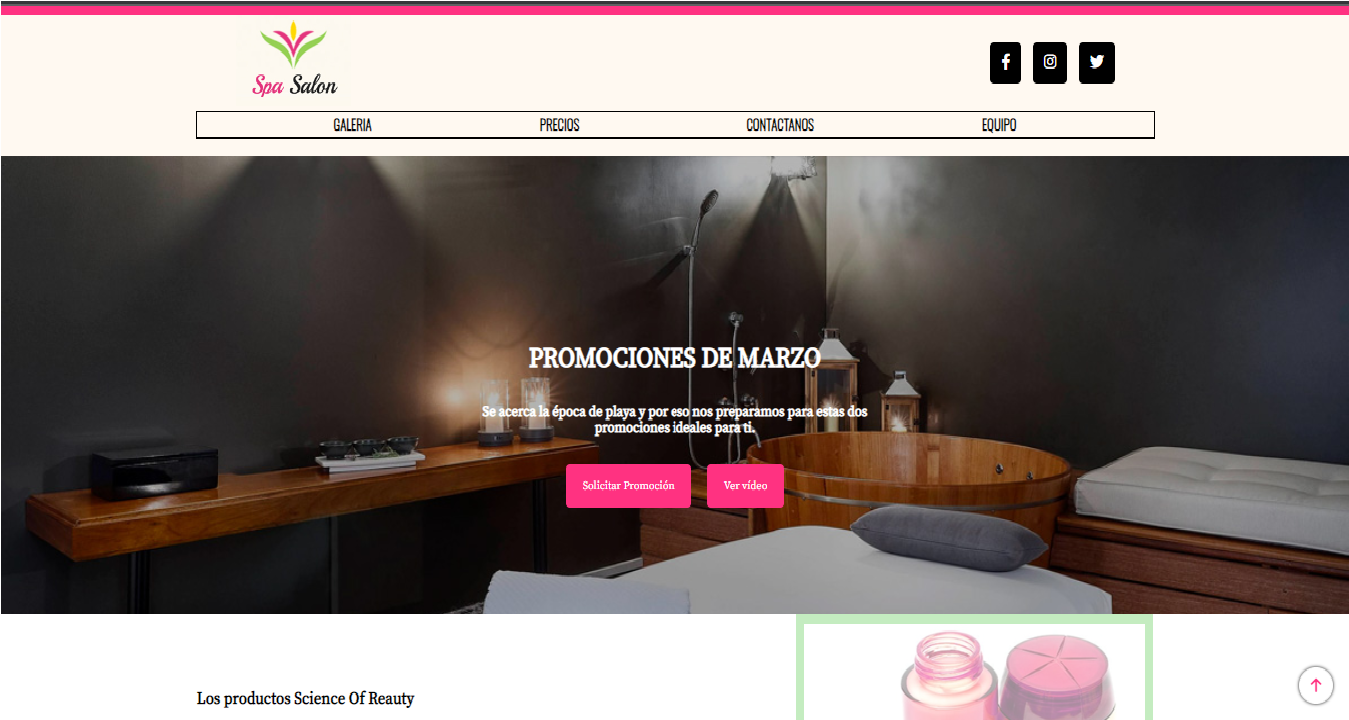 Spa Salon
GALERIA PRECIOS CONTACTANOS EQUIPO
PROMOCIONES DE MARZO
Se acerca la época de playa y por eso nos preparamos para estas dos
promociones ideales para ti.
Solicitar Promoción Ver vídeo
Los productos Science Of Reauty